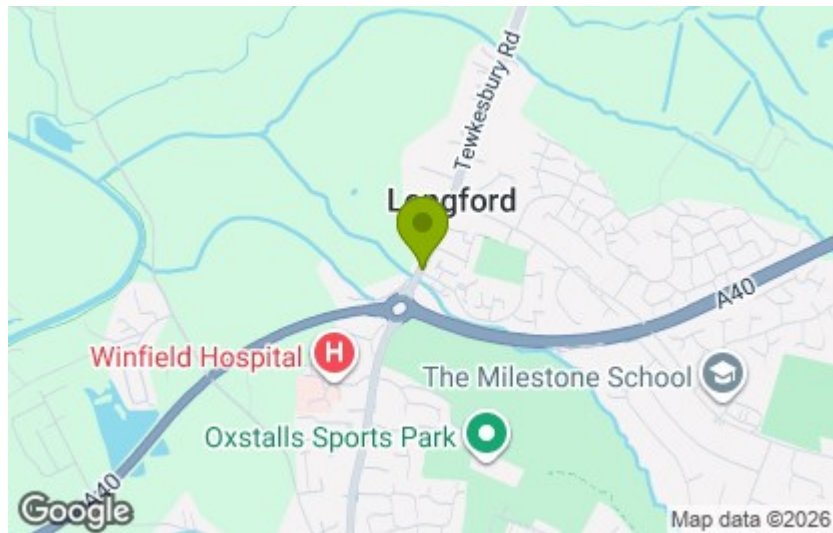 Tewkesbury Rd
Longford
A40
Winfield Hospital
H
The Milestone School
Oxstalls Sports Park
A40
Google
Map data ©2026